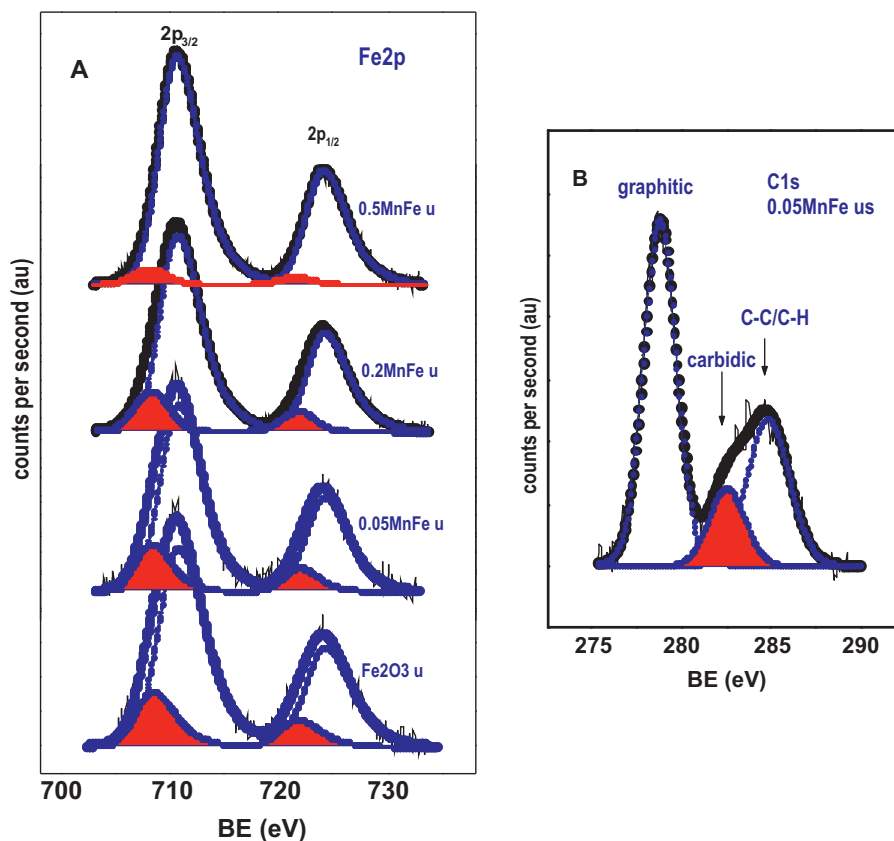 A
2p3/2
Fe2p
2p1/2
0.5MnFe u
0.2MnFe u
0.05MnFe u
Fe2O3 u
counts per second (au)
700 710 720 730
BE (eV)
B
graphitic
C1s
0.05MnFe us
C-C/C-H
carbidic
counts per second (au)
275 280 285 290
BE (eV)